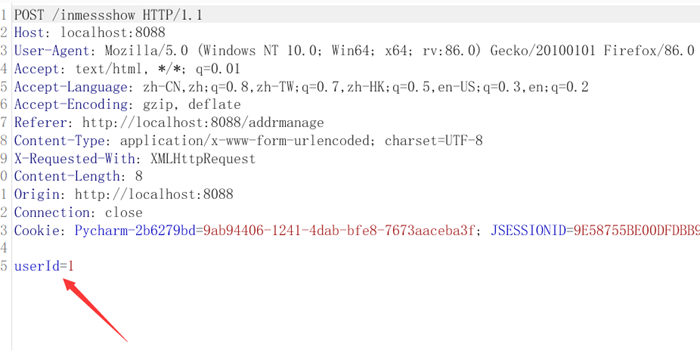 1 POST /inmessshow HTTP/1.1
2 Host: localhost:8088
3 User-Agent: Mozilla/5.0 (Windows NT 10.0; Win64; x64; rv:86.0) Gecko/20100101 Firefox/86.0
4 Accept: text/html, */*; q=0.01
5 Accept-Language: zh-CN,zh;q=0.8,zh-TW;q=0.7,zh-HK;q=0.5,en-US;q=0.3,en;q=0.2
6 Accept-Encoding: gzip, deflate
7 Referer: http://localhost:8088/addrmanage
8 Content-Type: application/x-www-form-urlencoded; charset=UTF-8
9 X-Requested-With: XMLHttpRequest
0 Content-Length: 8
1 Origin: http://localhost:8088
2 Connection: close
3 Cookie: Pycharm-2b6279bd=9ab94406-1241-4dab-bfe8-7673aaceba3f; JSESSIONID=9E58755BE00DFDBB9
4
5 userId=1